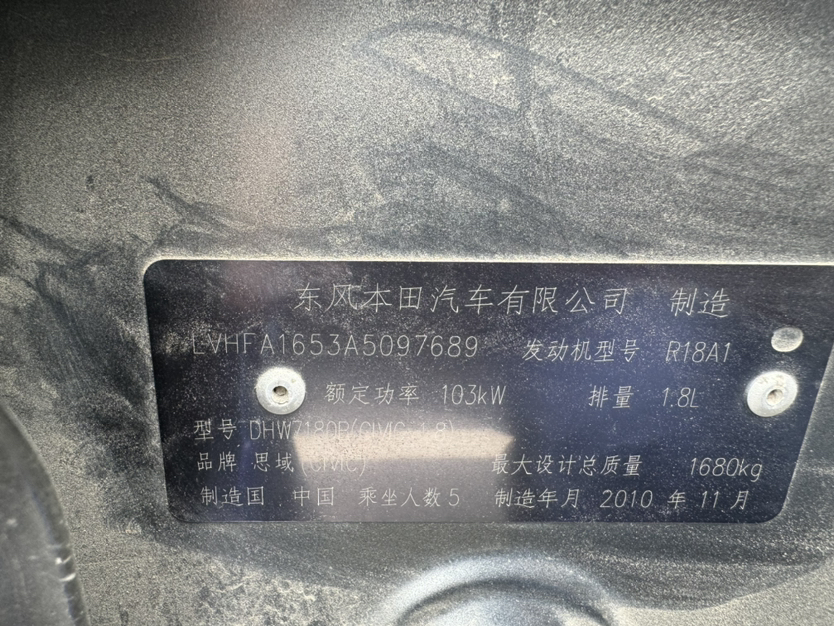 东风本田汽车有限公司 制造
LVHFA1653A5097689 发动机型号 R18A1
额定功率 103kW 排量 1.8L
型号 DHW7180B(CIVIC 1.8)
品牌 思域(CIVIC) 最大设计总质量 1680kg
制造国 中国 乘坐人数 5 制造年月 2010 年 11 月